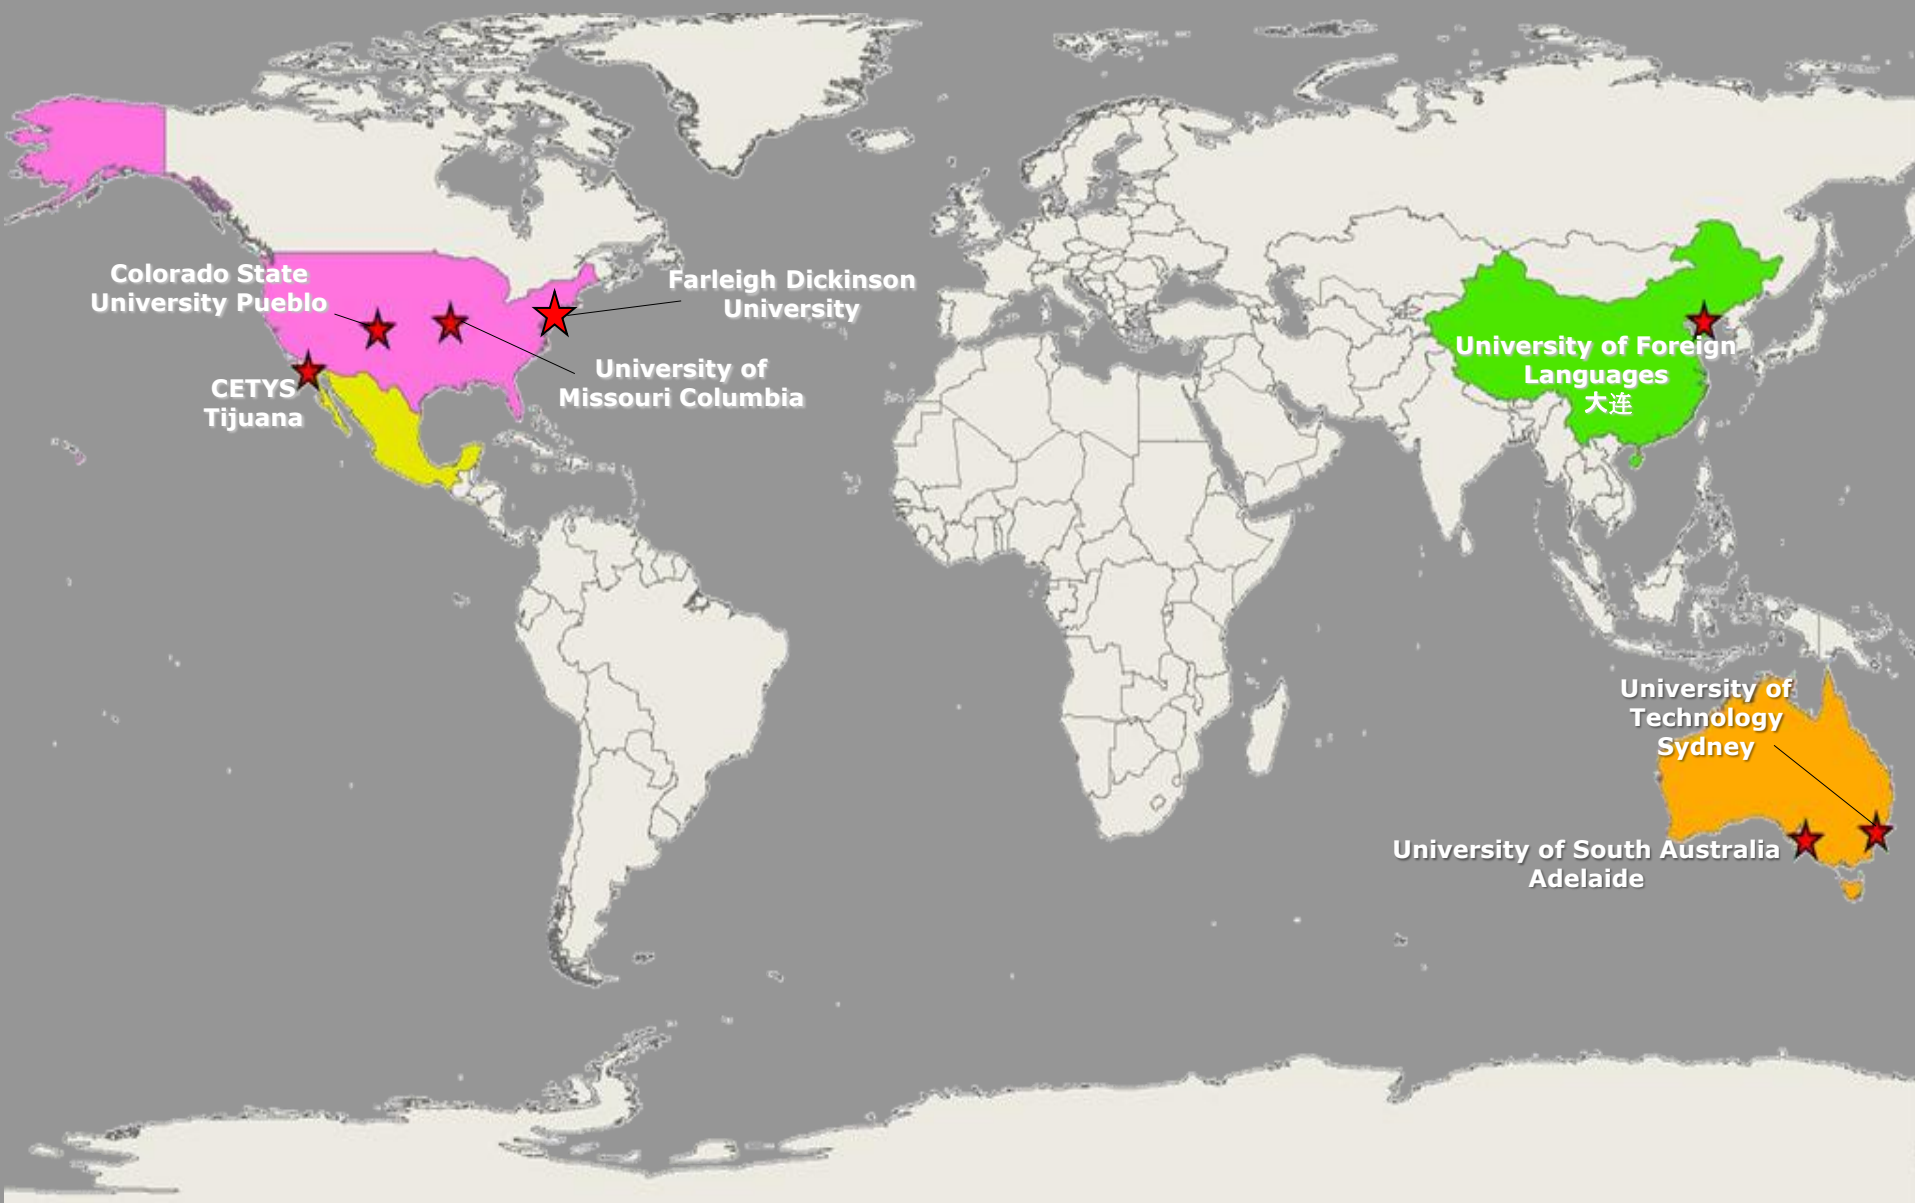 Colorado State
University Pueblo
Farleigh Dickinson
University
University of
Missouri Columbia
CETYS
Tijuana
University of Foreign
Languages
大连
University of
Technology
Sydney
University of South Australia
Adelaide